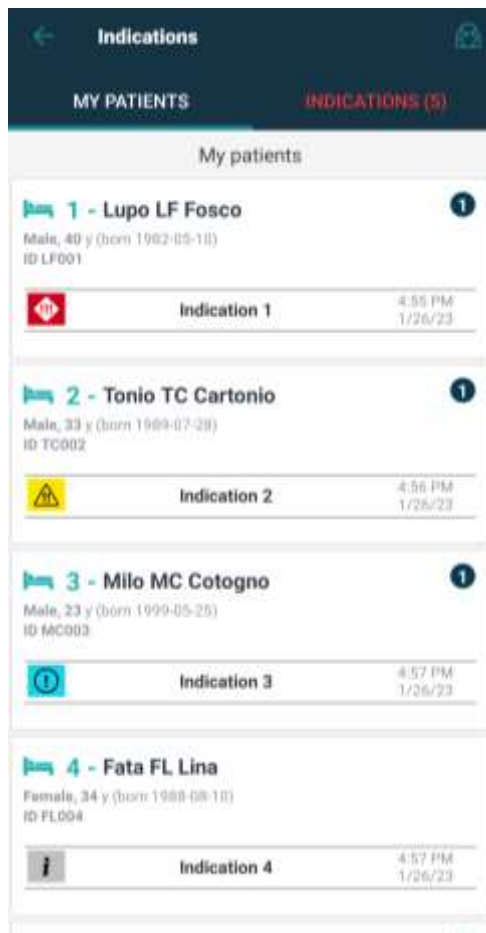 Indications
MY PATIENTS
INDICATIONS (5)
My patients
1 - Lupo LF Fosco
1
Male, 40 y (born 1982-05-10)
ID LF001
!!!
Indication 1
4:55 PM
1/26/23
2 - Tonio TC Cartonio
1
Male, 33 y (born 1989-07-28)
ID TC002
!!
Indication 2
4:56 PM
1/26/23
3 - Milo MC Cotogno
1
Male, 23 y (born 1999-05-25)
ID MC003
!
Indication 3
4:57 PM
1/26/23
4 - Fata FL Lina
Female, 34 y (born 1988-08-10)
ID FL004
i
Indication 4
4:57 PM
1/26/23